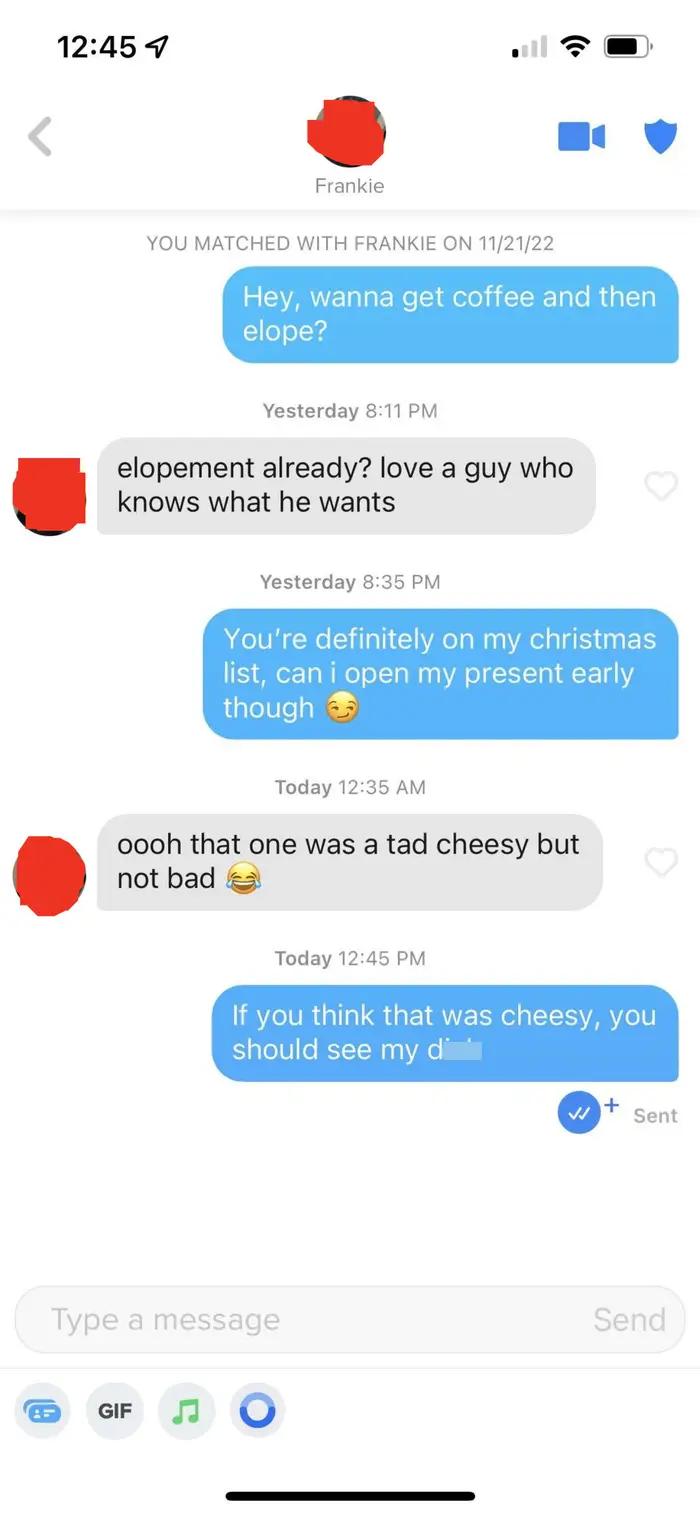 12:45
Frankie
YOU MATCHED WITH FRANKIE ON 11/21/22
Hey, wanna get coffee and then
elope?
Yesterday 8:11 PM
elopement already? love a guy who
knows what he wants
Yesterday 8:35 PM
You’re definitely on my christmas
list, can i open my present early
though 😏
Today 12:35 AM
oooh that one was a tad cheesy but
not bad 😂
Today 12:45 PM
If you think that was cheesy, you
should see my
Sent
Type a message
Send
GIF